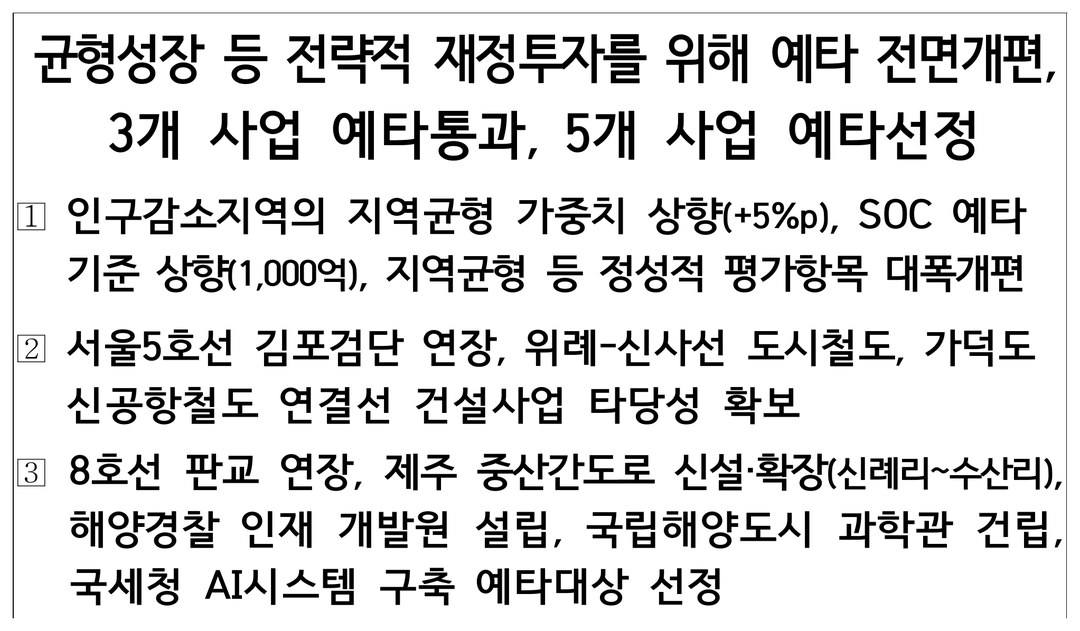 균형성장 등 전략적 재정투자를 위해 예타 전면개편,
3개 사업 예타통과, 5개 사업 예타선정
1 인구감소지역의 지역균형 가중치 상향(+5%p), SOC 예타
기준 상향(1,000억), 지역균형 등 정성적 평가항목 대폭개편
2 서울5호선 김포검단 연장, 위례-신사선 도시철도, 가덕도
신공항철도 연결선 건설사업 타당성 확보
3 8호선 판교 연장, 제주 중산간도로 신설·확장(신례리~수산리),
해양경찰 인재 개발원 설립, 국립해양도시 과학관 건립,
국세청 AI시스템 구축 예타대상 선정